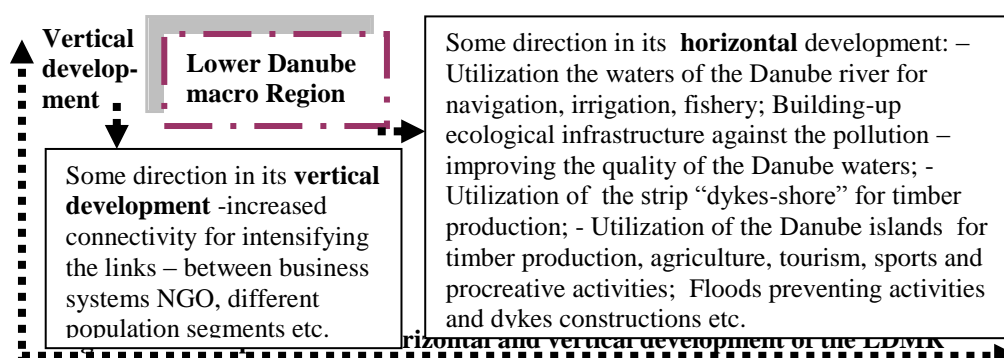 Vertical
develop-
ment
Lower Danube
macro Region
Some direction in its vertical
development -increased
connectivity for intensifying
the links – between business
systems NGO, different
population segments etc.
Some direction in its horizontal development: –
Utilization the waters of the Danube river for
navigation, irrigation, fishery; Building-up
ecological infrastructure against the pollution –
improving the quality of the Danube waters; -
Utilization of the strip “dykes-shore” for timber
production; - Utilization of the Danube islands for
timber production, agriculture, tourism, sports and
procreative activities; Floods preventing activities
and dykes constructions etc.
and vertical development of the LDMR